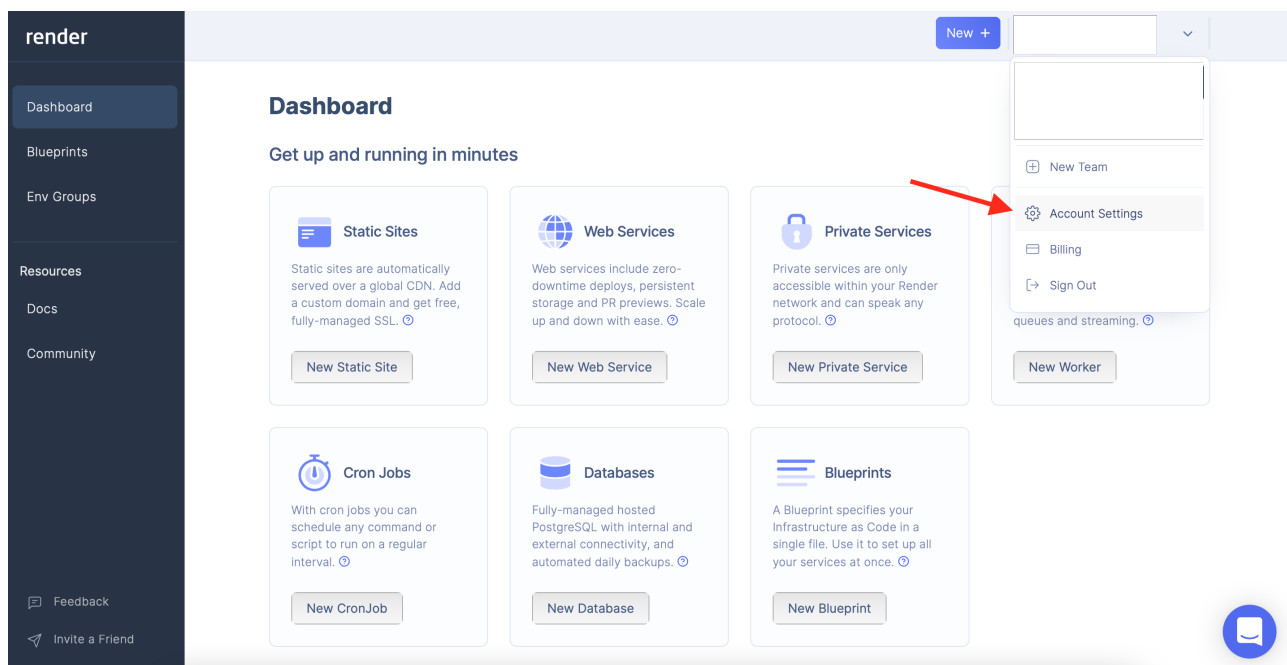 render
New +
Dashboard
Blueprints
Env Groups
Resources
Docs
Community
Feedback
Invite a Friend
New Team
Account Settings
Billing
Sign Out
Dashboard
Get up and running in minutes
Static Sites
Static sites are automatically
served over a global CDN. Add
a custom domain and get free,
fully-managed SSL.
New Static Site
Web Services
Web services include zero-
downtime deploys, persistent
storage and PR previews. Scale
up and down with ease.
New Web Service
Private Services
Private services are only
accessible within your Render
network and can speak any
protocol.
New Private Service
queues and streaming.
New Worker
Cron Jobs
With cron jobs you can
schedule any command or
script to run on a regular
interval.
New CronJob
Databases
Fully-managed hosted
PostgreSQL with internal and
external connectivity, and
automated daily backups.
New Database
Blueprints
A Blueprint specifies your
Infrastructure as Code in a
single file. Use it to set up all
your services at once.
New Blueprint